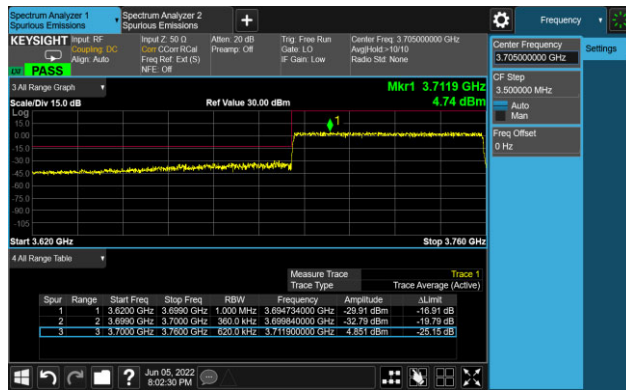 Spectrum Analyzer 1
Spurious Emissions
Spectrum Analyzer 2
Spurious Emissions
+
Frequency
KEYSIGHT
Input: RF
Coupling: DC
Align: Auto
Input Z: 50 Ω
Corr CCorr RCal
Freq Ref: Ext (S)
NFE: Off
Atten: 20 dB
Preamp: Off
Trig: Free Run
Gate: LO
IF Gain: Low
Center Freq: 3.705000000 GHz
Avg|Hold:>10/10
Radio Std: None
PASS
Center Frequency
3.705000000 GHz
Settings
CF Step
3.500000 MHz
Auto
Man
Freq Offset
0 Hz
3 All Range Graph
Mkr1 3.7119 GHz
4.74 dBm
Scale/Div 15.0 dB
Ref Value 30.00 dBm
Log
15.0
0.00
-15.0
-30.0
-45.0
-60.0
-75.0
-90.0
-105
1
Start 3.620 GHz
Stop 3.760 GHz
4 All Range Table
Measure Trace Trace 1
Trace Type Trace Average (Active)
Spur Range Start Freq Stop Freq RBW Frequency Amplitude ΔLimit
1 1 3.6200 GHz 3.6990 GHz 1.000 MHz 3.694734000 GHz -29.91 dBm -16.91 dB
2 2 3.6990 GHz 3.7000 GHz 360.0 kHz 3.699840000 GHz -32.79 dBm -19.79 dB
3 3 3.7000 GHz 3.7600 GHz 620.0 kHz 3.711900000 GHz 4.851 dBm -25.15 dB
?
Jun 05, 2022
8:02:30 PM